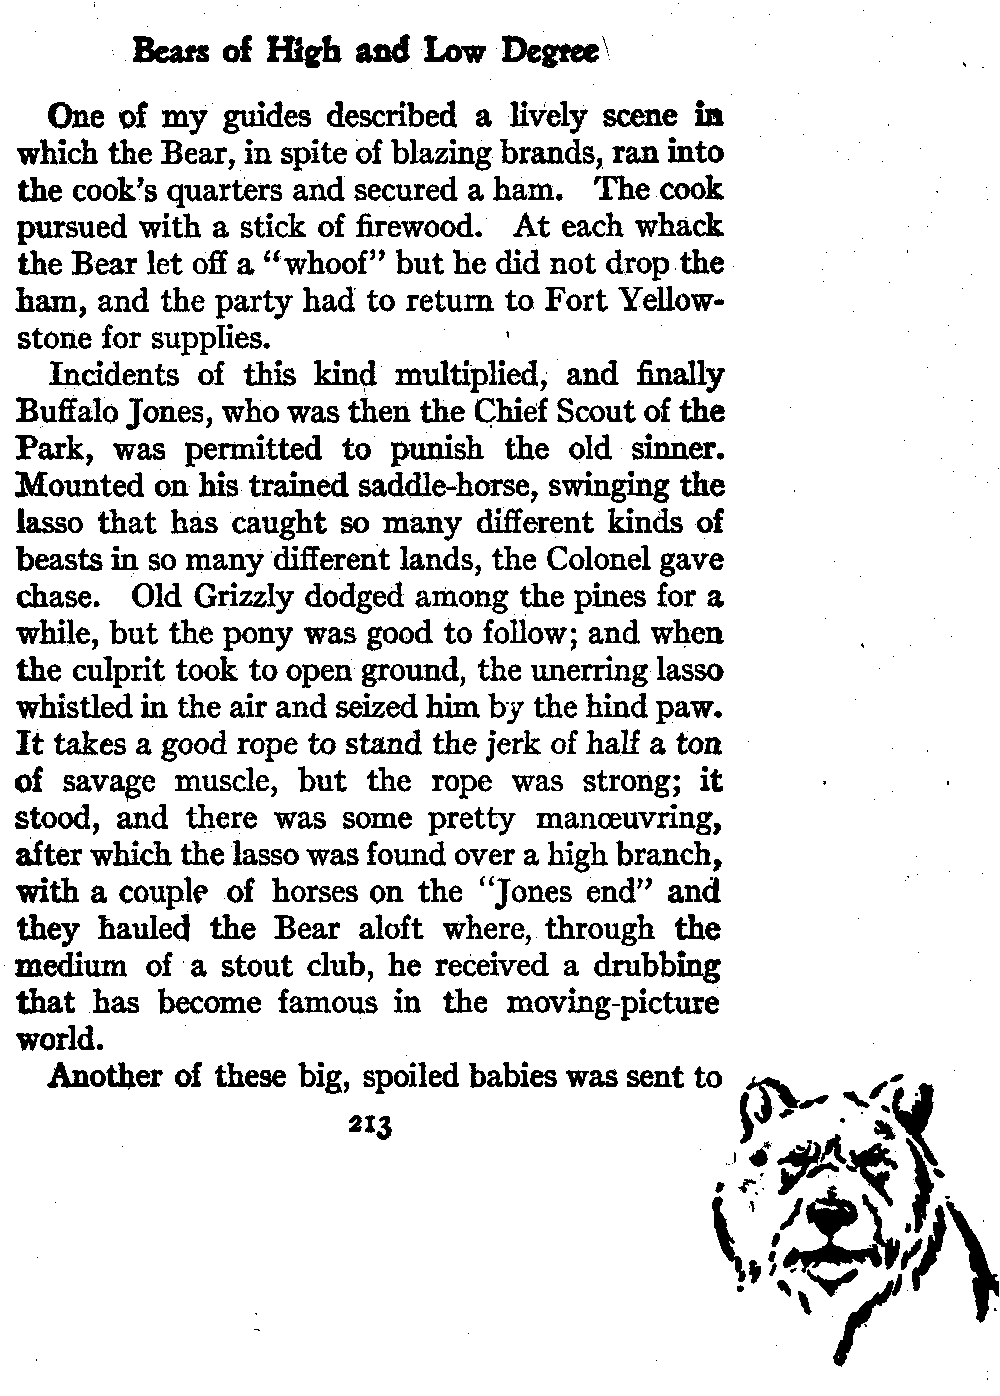 Bears of High and Low Degree
One of my guides described a lively scene in
which the Bear, in spite of blazing brands, ran into
the cook's quarters and secured a ham. The cook
pursued with a stick of firewood. At each whack
the Bear let off a "whoof" but he did not drop the
ham, and the party had to return to Fort Yellow-
stone for supplies.
Incidents of this kind multiplied, and finally
Buffalo Jones, who was then the Chief Scout of the
Park, was permitted to punish the old sinner.
Mounted on his trained saddle-horse, swinging the
lasso that has caught so many different kinds of
beasts in so many different lands, the Colonel gave
chase. Old Grizzly dodged among the pines for a
while, but the pony was good to follow; and when
the culprit took to open ground, the unerring lasso
whistled in the air and seized him by the hind paw.
It takes a good rope to stand the jerk of half a ton
of savage muscle, but the rope was strong; it
stood, and there was some pretty manœuvring,
after which the lasso was found over a high branch,
with a couple of horses on the "Jones end" and
they hauled the Bear aloft where, through the
medium of a stout club, he received a drubbing
that has become famous in the moving-picture
world.
Another of these big, spoiled babies was sent to
213